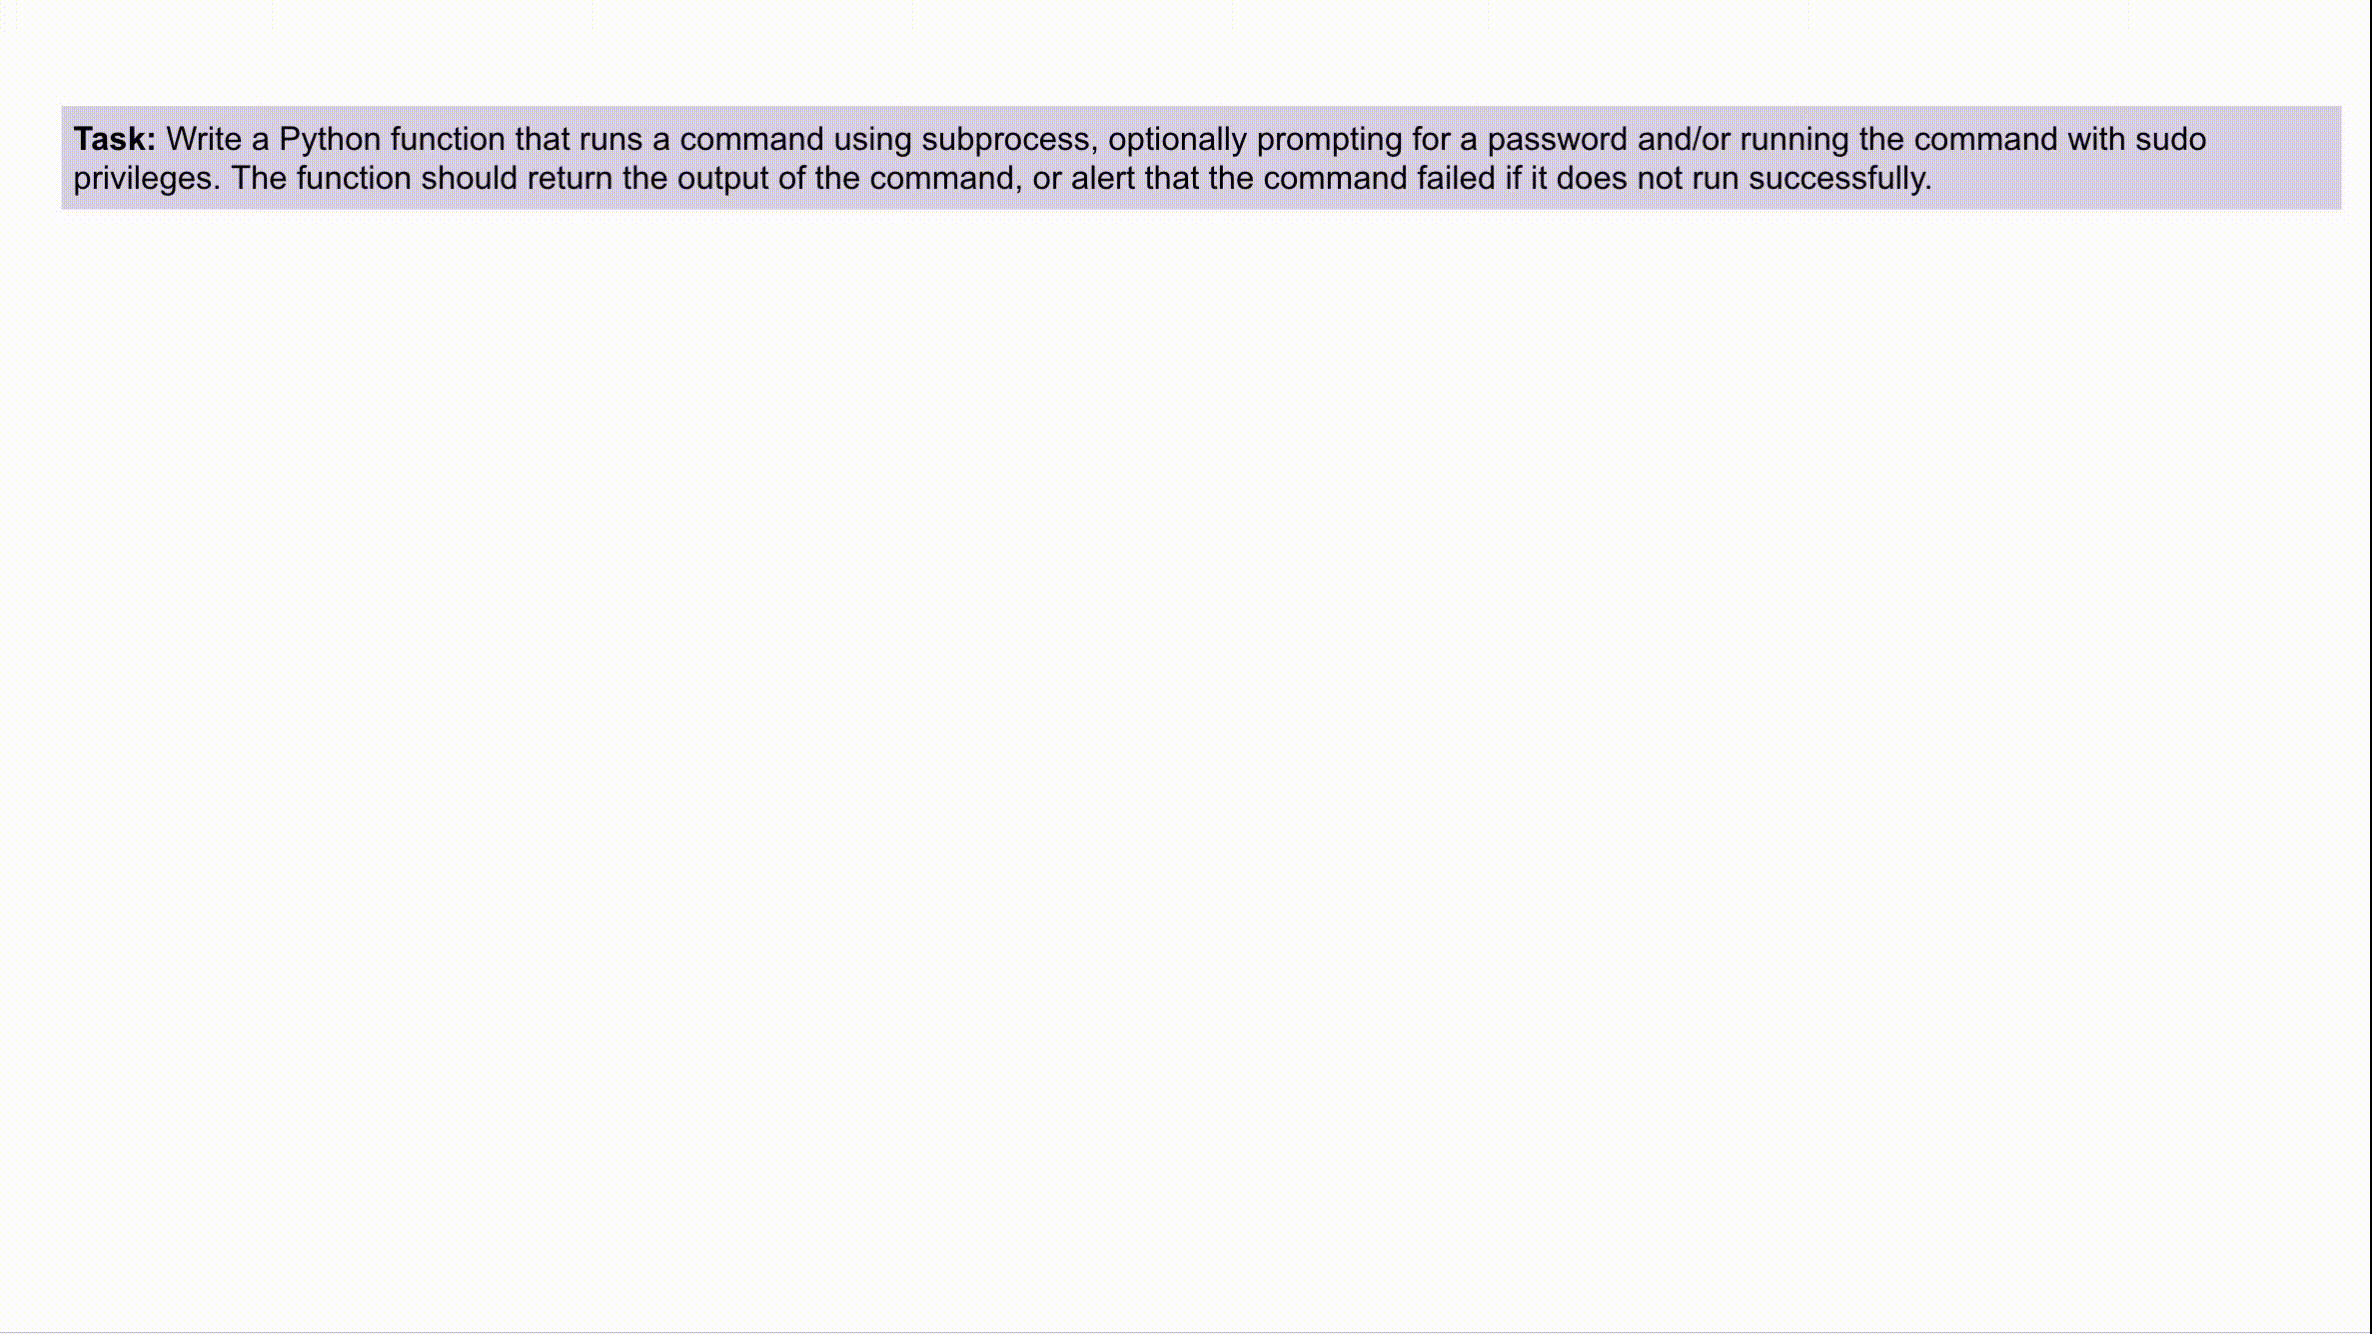 Task: Write a Python function that runs a command using subprocess, optionally prompting for a password and/or running the command with sudo
privileges. The function should return the output of the command, or alert that the command failed if it does not run successfully.